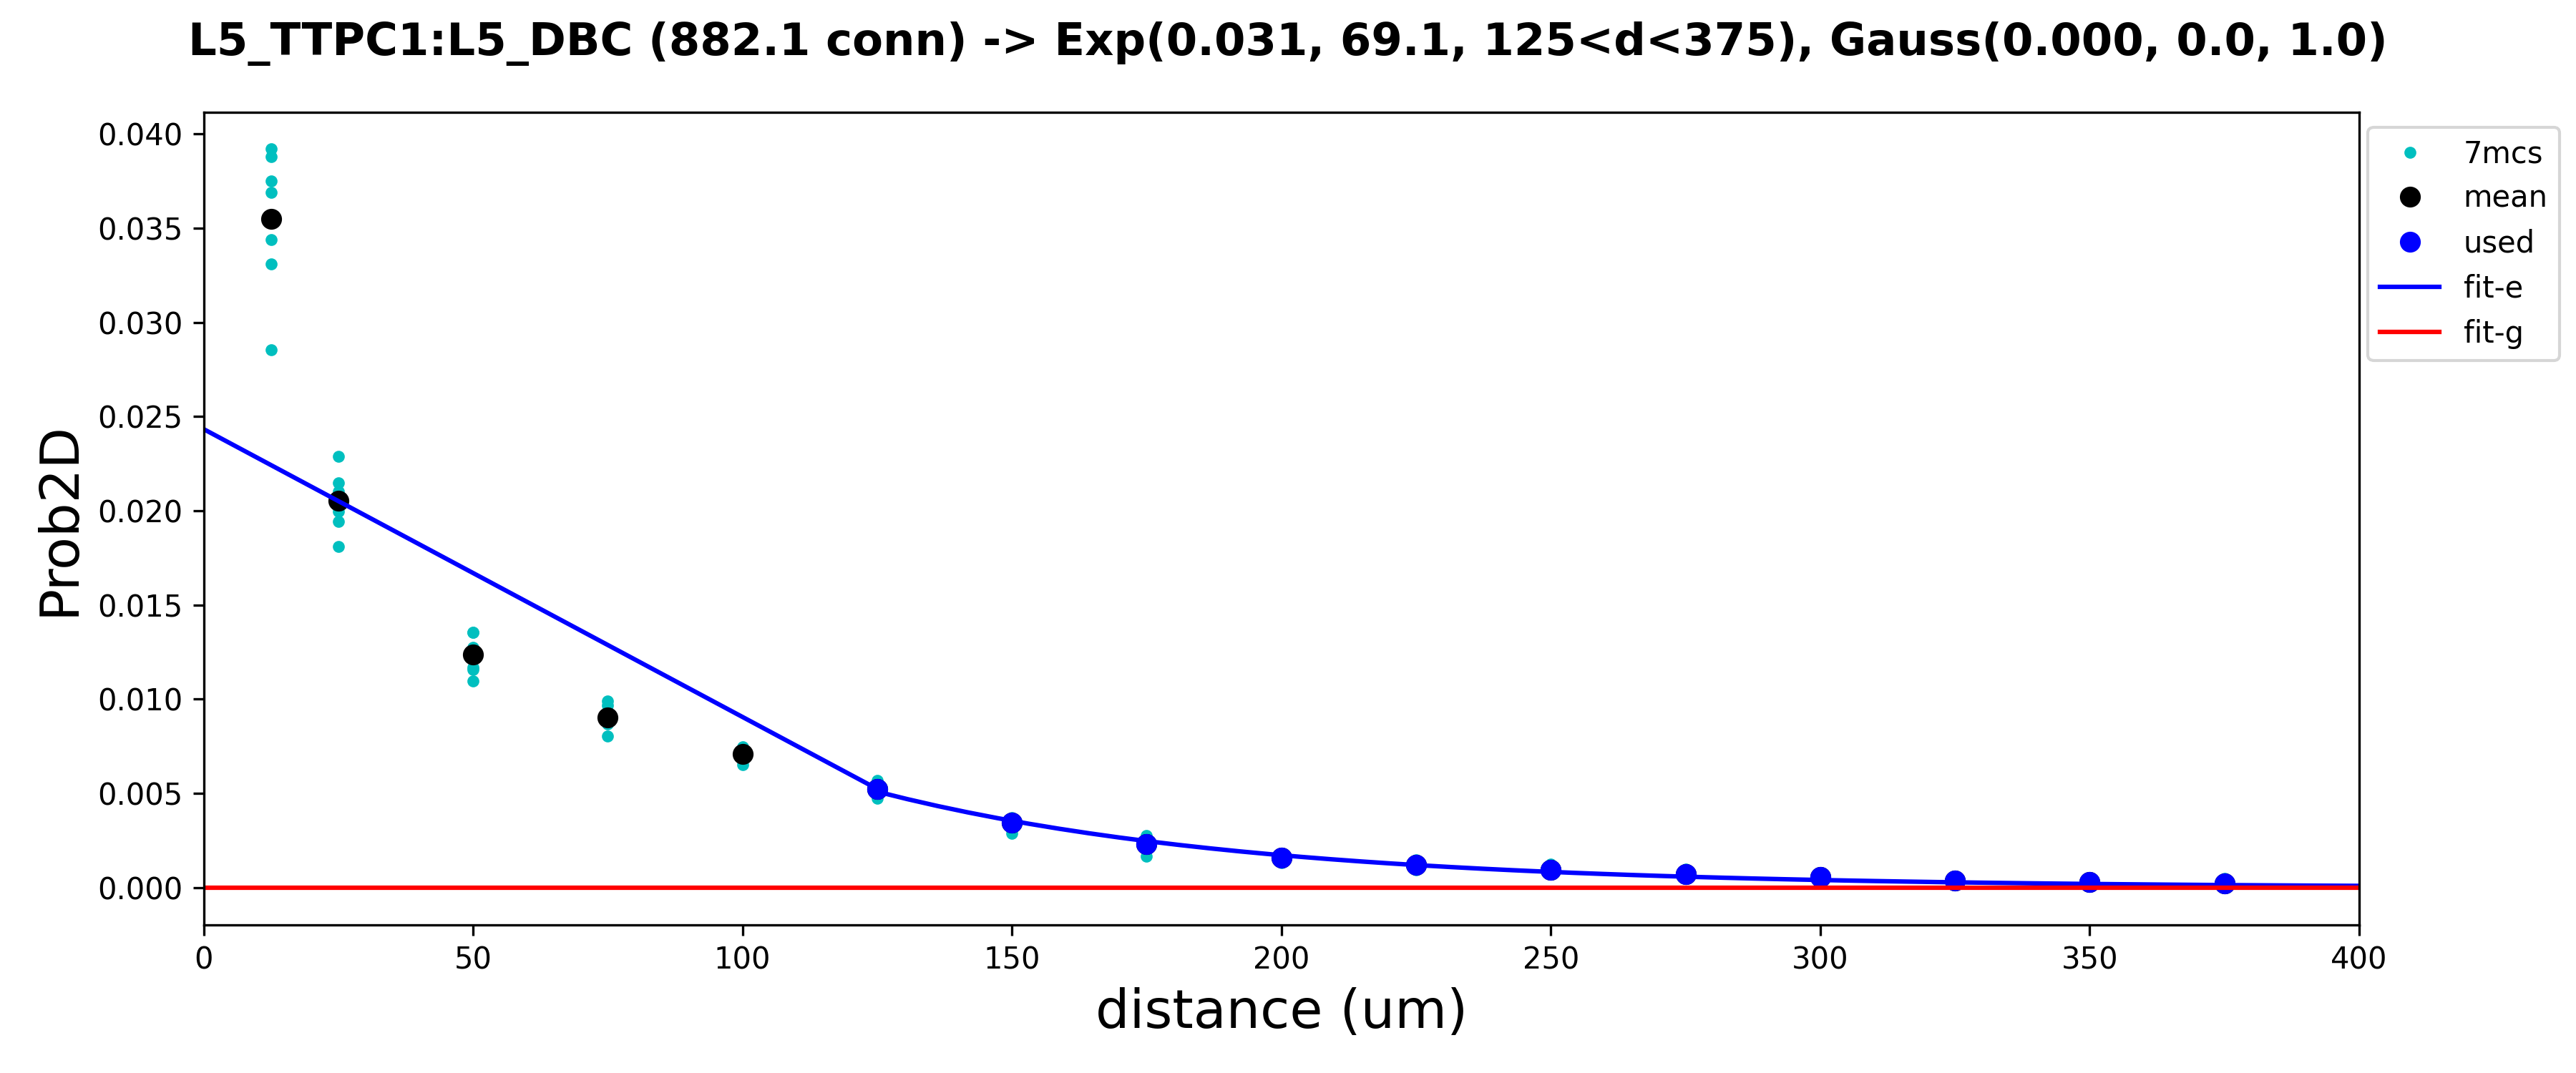 L5_TTPC1:L5_DBC (882.1 conn) -> Exp(0.031, 69.1, 125<d<375), Gauss(0.000, 0.0, 1.0)
Prob2D
0.040
0.035
0.030
0.025
0.020
0.015
0.010
0.005
0.000
0 50 100 150 200 250 300 350 400
distance (um)
7mcs
mean
used
fit-e
fit-g